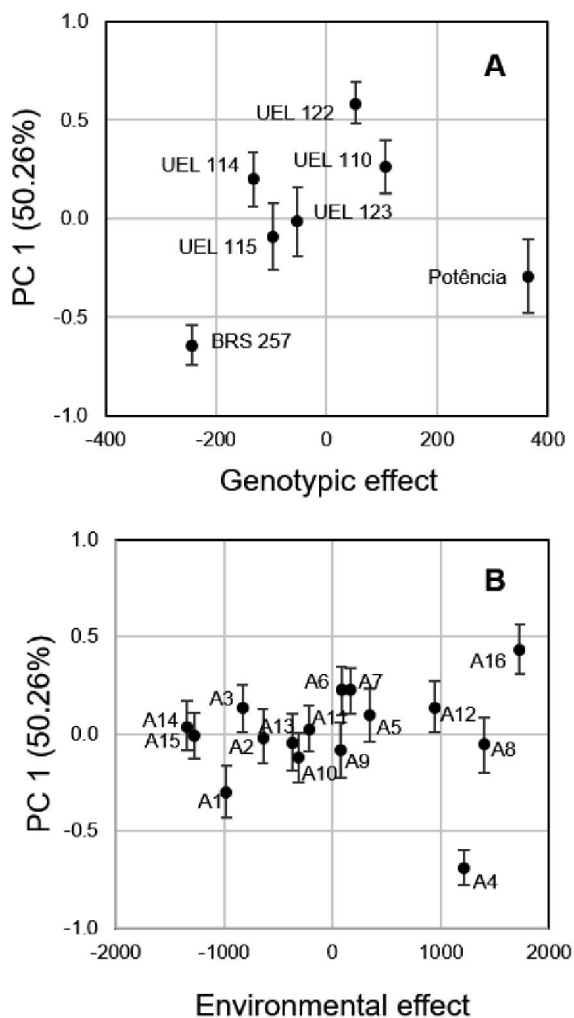 A
1.0
0.5
0.0
-0.5
-1.0
PC 1 (50.26%)
UEL 122
UEL 110
UEL 114
UEL 123
UEL 115
Potência
BRS 257
-400
-200
0
200
400
Genotypic effect
B
1.0
0.5
0.0
-0.5
-1.0
PC 1 (50.26%)
A16
A6
A7
A3
A14
A13
A11
A5
A12
A15
A2
A8
A9
A10
A1
A4
-2000
-1000
0
1000
2000
Environmental effect